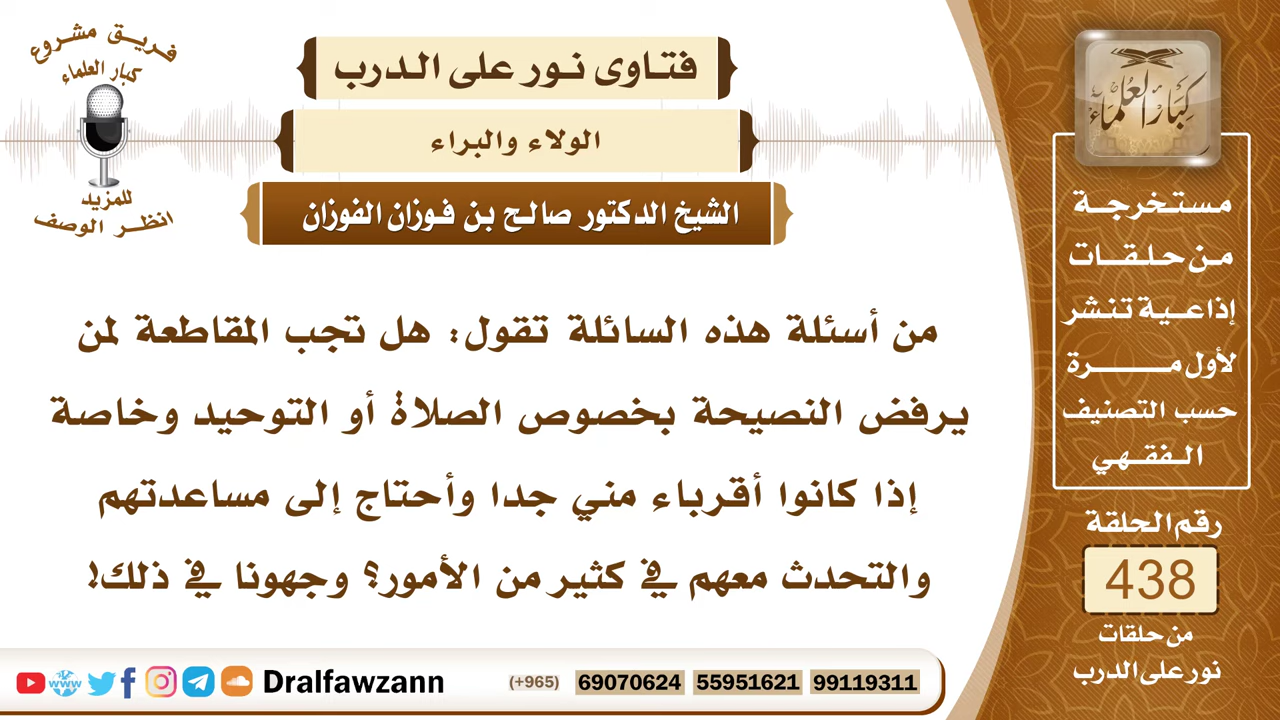 فريق مشروع
كبار العلماء
للمزيد
انظر الوصف
فتاوى نور على الدرب
الولاء والبراء
الشيخ الدكتور صالح بن فوزان الفوزان
من أسئلة هذه السائلة تقول: هل تجب المقاطعة لمن
يرفض النصيحة بخصوص الصلاة أو التوحيد وخاصة
إذا كانوا أقرباء مني جدا وأحتاج إلى مساعدتهم
والتحدث معهم في كثير من الأمور؟ وجهونا في ذلك!
كبار العلماء
مستخرجة
من حلقات
إذاعية تنشر
لأول مرة
حسب التصنيف
الفقهي
رقم الحلقة
438
من حلقات
نور على الدرب
www
Dralfawzann (+965) 69070624 55951621 99119311